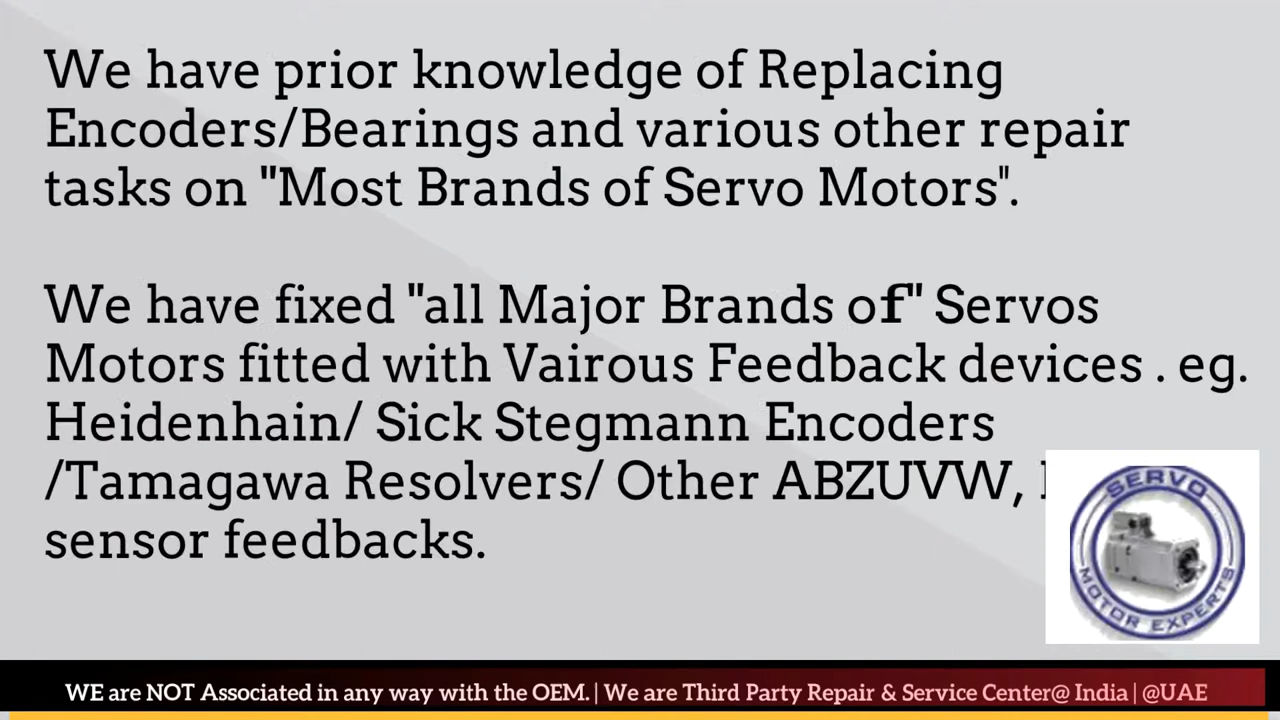 We have prior knowledge of Replacing
Encoders/Bearings and various other repair
tasks on "Most Brands of Servo Motors".
We have fixed "all Major Brands of" Servos
Motors fitted with Vairous Feedback devices . eg.
Heidenhain/ Sick Stegmann Encoders
/Tamagawa Resolvers/ Other ABZUVW,
sensor feedbacks.
SERVO
MOTOR EXPERTS
WE are NOT Associated in any way with the OEM. | We are Third Party Repair & Service Center@ India | @UAE